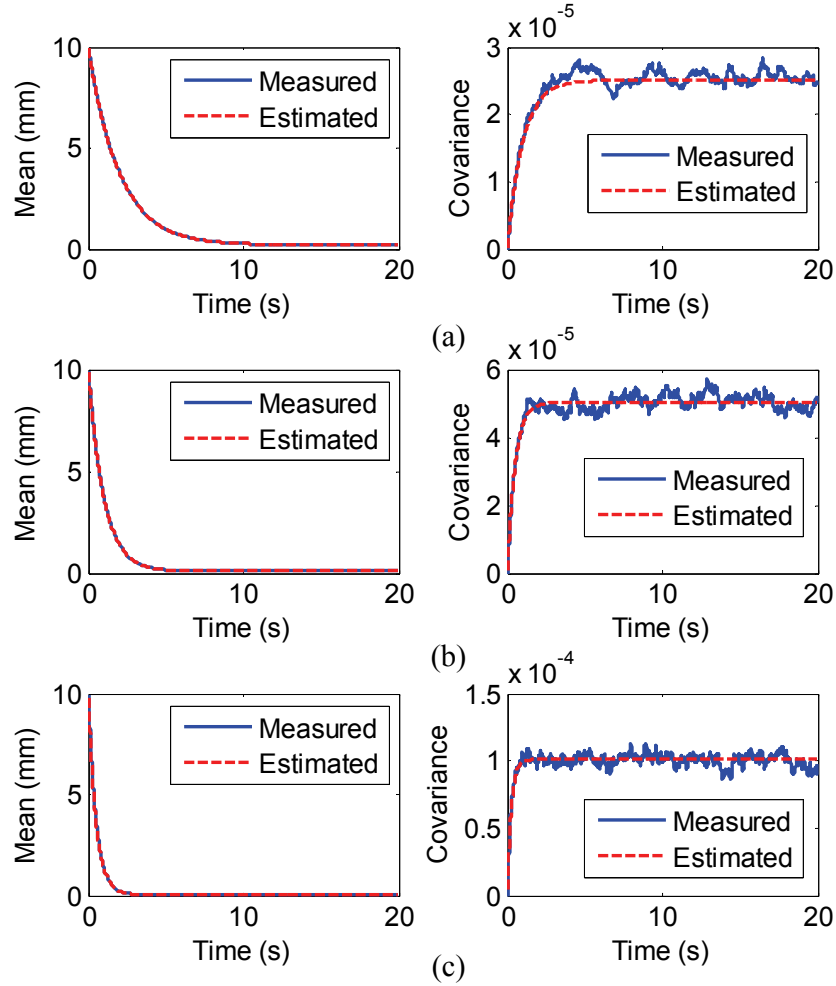 x 10^-5
10
5
0
Mean (mm)
Measured
Estimated
0 10 20
Time (s)
3
2
1
0
Covariance
Measured
Estimated
0 10 20
Time (s)
(a)
x 10^-5
10
5
0
Mean (mm)
Measured
Estimated
0 10 20
Time (s)
6
4
2
0
Covariance
Measured
Estimated
0 10 20
Time (s)
(b)
x 10^-4
10
5
0
Mean (mm)
Measured
Estimated
0 10 20
Time (s)
1.5
1
0.5
0
Covariance
Measured
Estimated
0 10 20
Time (s)
(c)